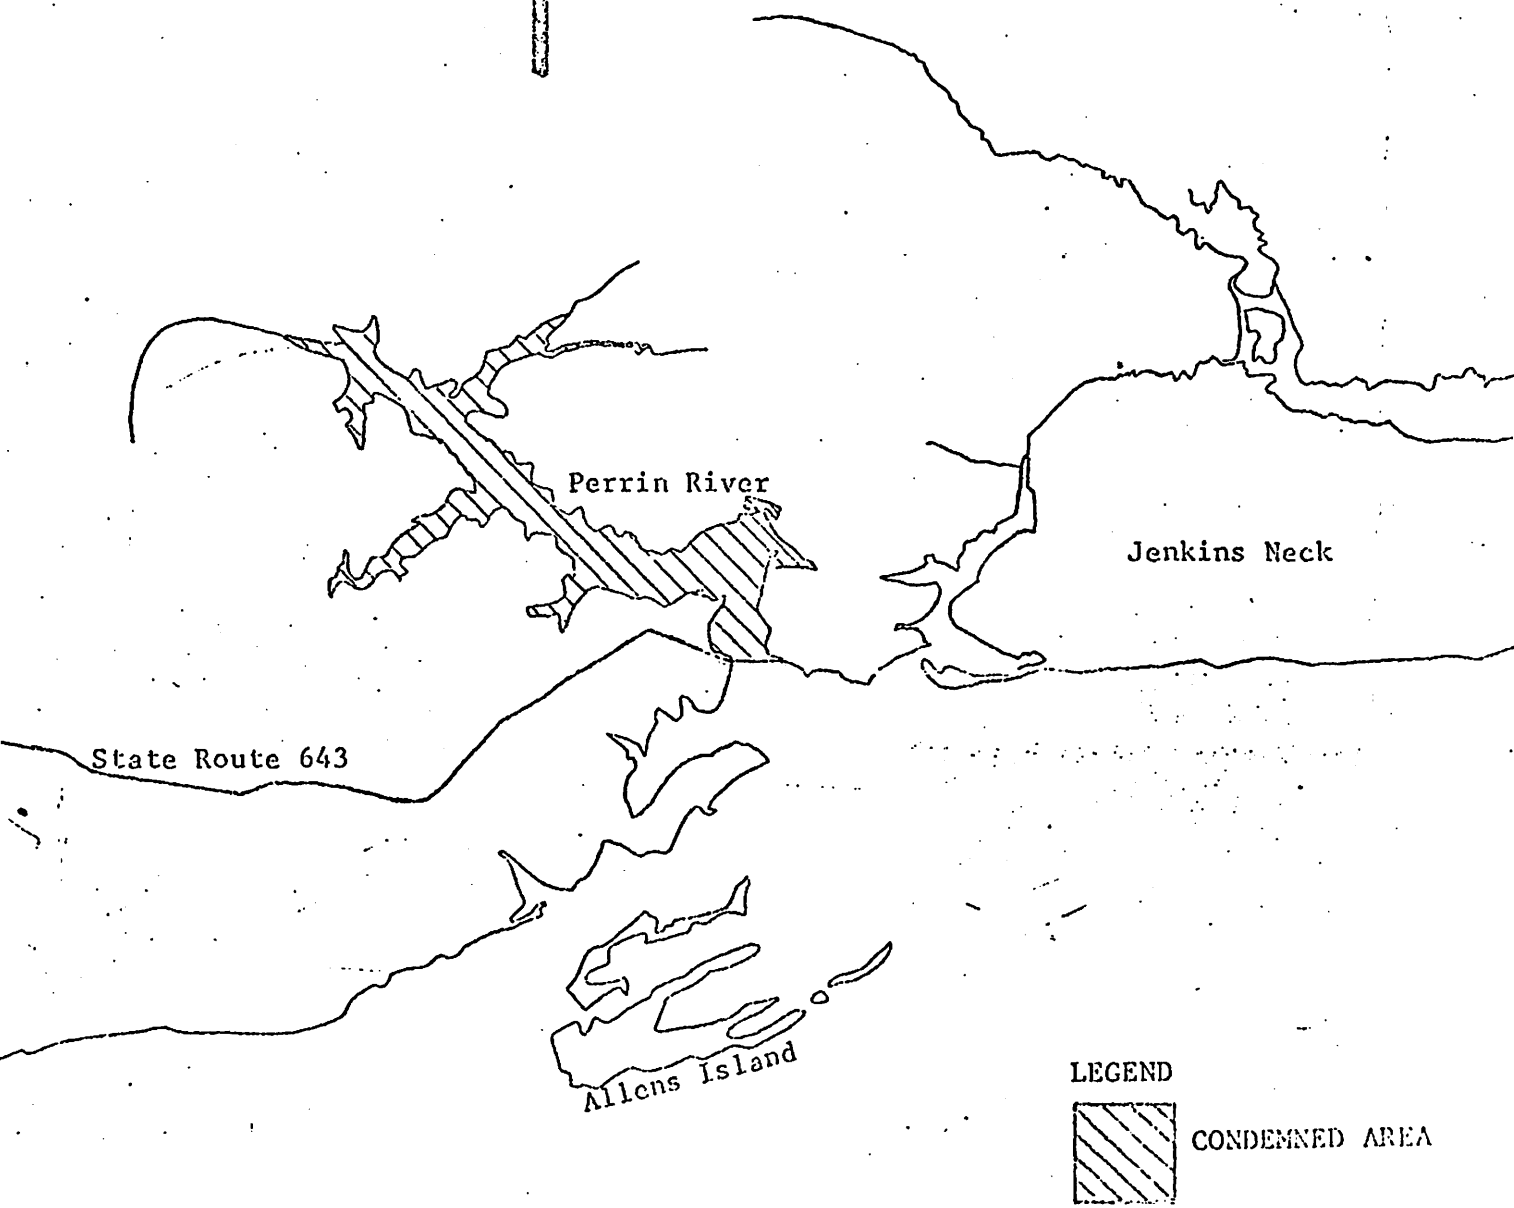 Perrin River
Jenkins Neck
State Route 643
Allens Island
LEGEND
CONDEMNED AREA